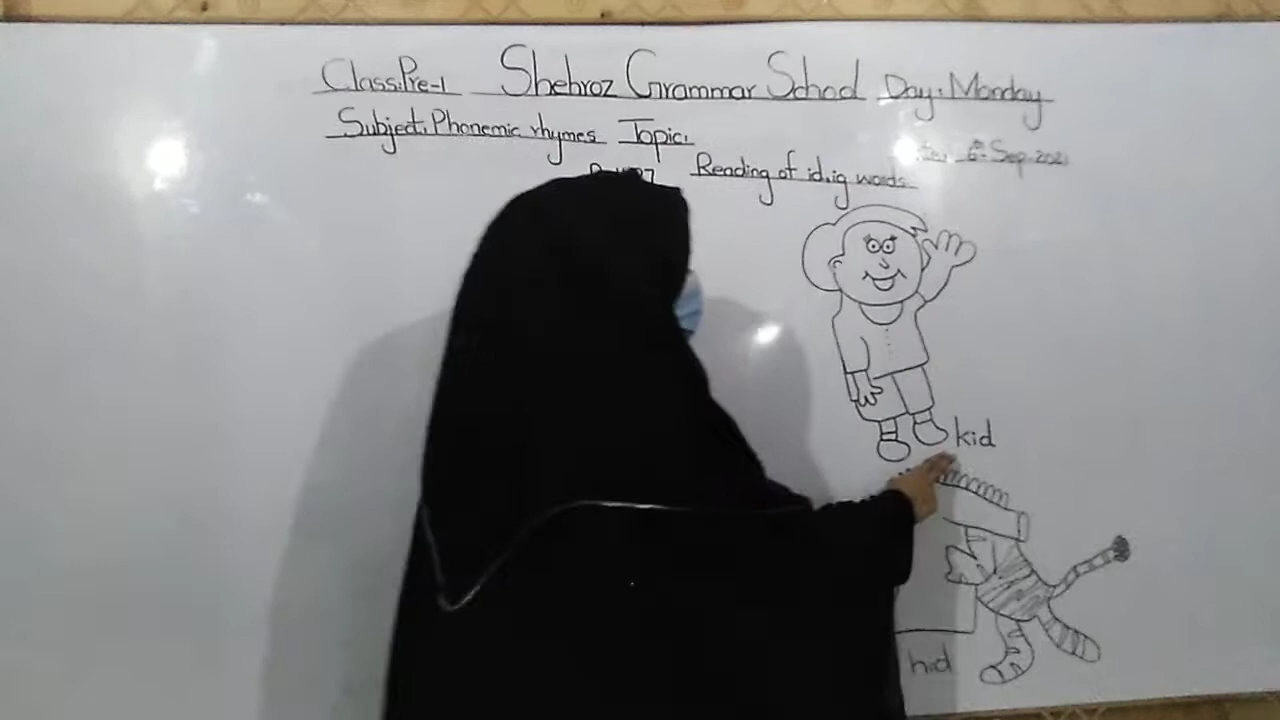 Class:Pre-1 Shehroz Grammar School Day: Monday
Subject: Phonemic rhymes Topic:
6th Sep-2021
Reading of id,ig words
kid
hid